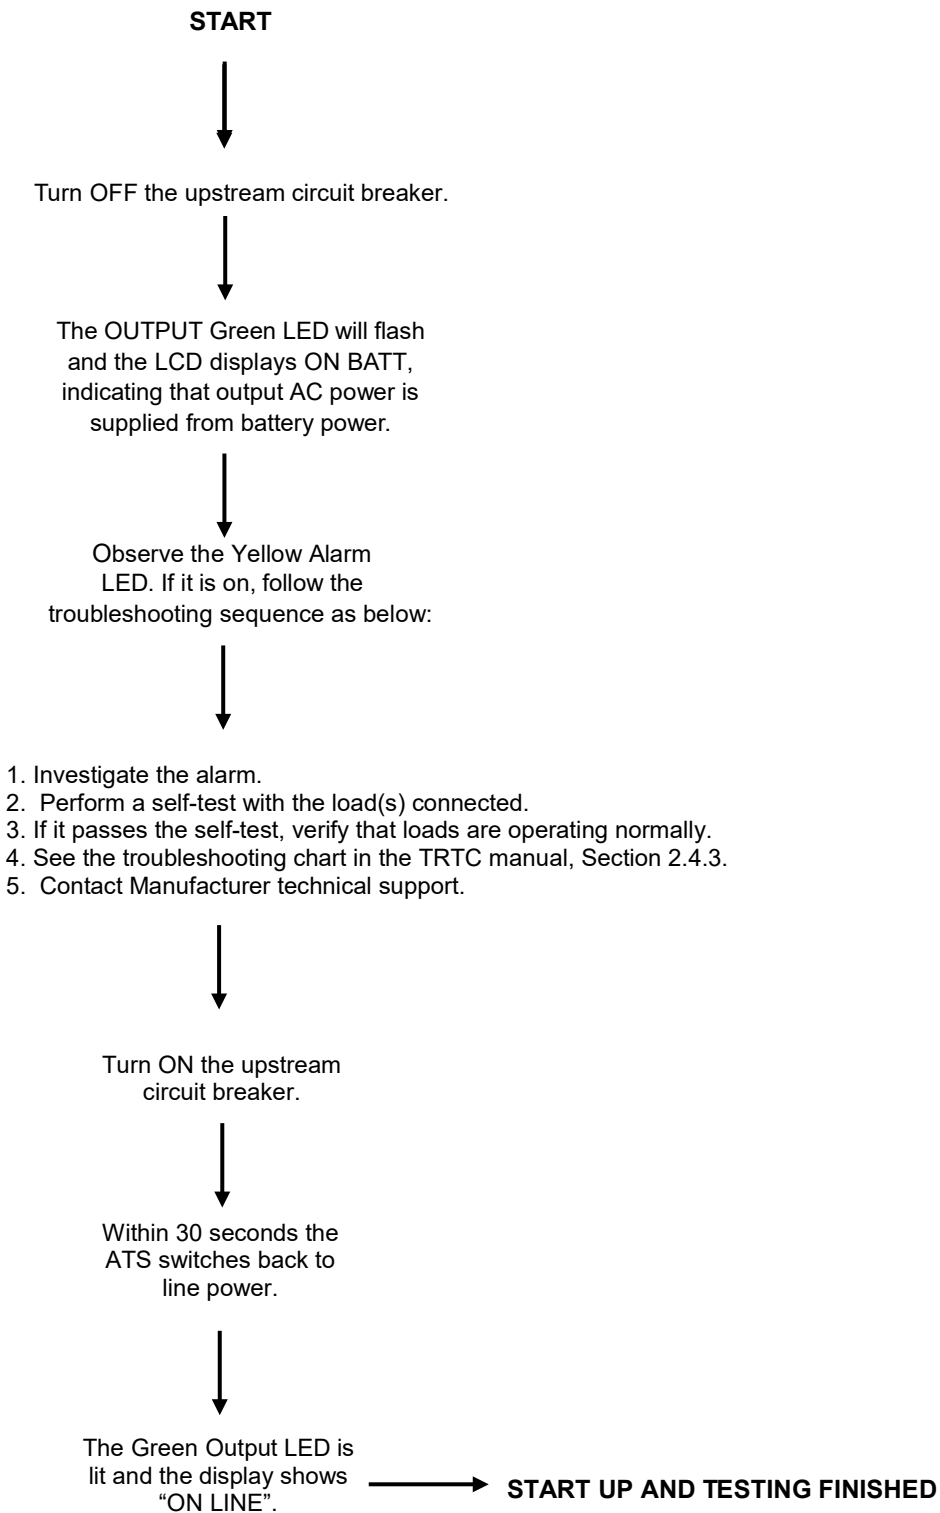 START
Turn OFF the upstream circuit breaker.
The OUTPUT Green LED will flash
and the LCD displays ON BATT,
indicating that output AC power is
supplied from battery power.
Observe the Yellow Alarm
LED. If it is on, follow the
troubleshooting sequence as below:
1. Investigate the alarm.
2. Perform a self-test with the load(s) connected.
3. If it passes the self-test, verify that loads are operating normally.
4. See the troubleshooting chart in the TRTC manual, Section 2.4.3.
5. Contact Manufacturer technical support.
Turn ON the upstream
circuit breaker.
Within 30 seconds the
ATS switches back to
line power.
The Green Output LED is
lit and the display shows
“ON LINE”.
START UP AND TESTING FINISHED